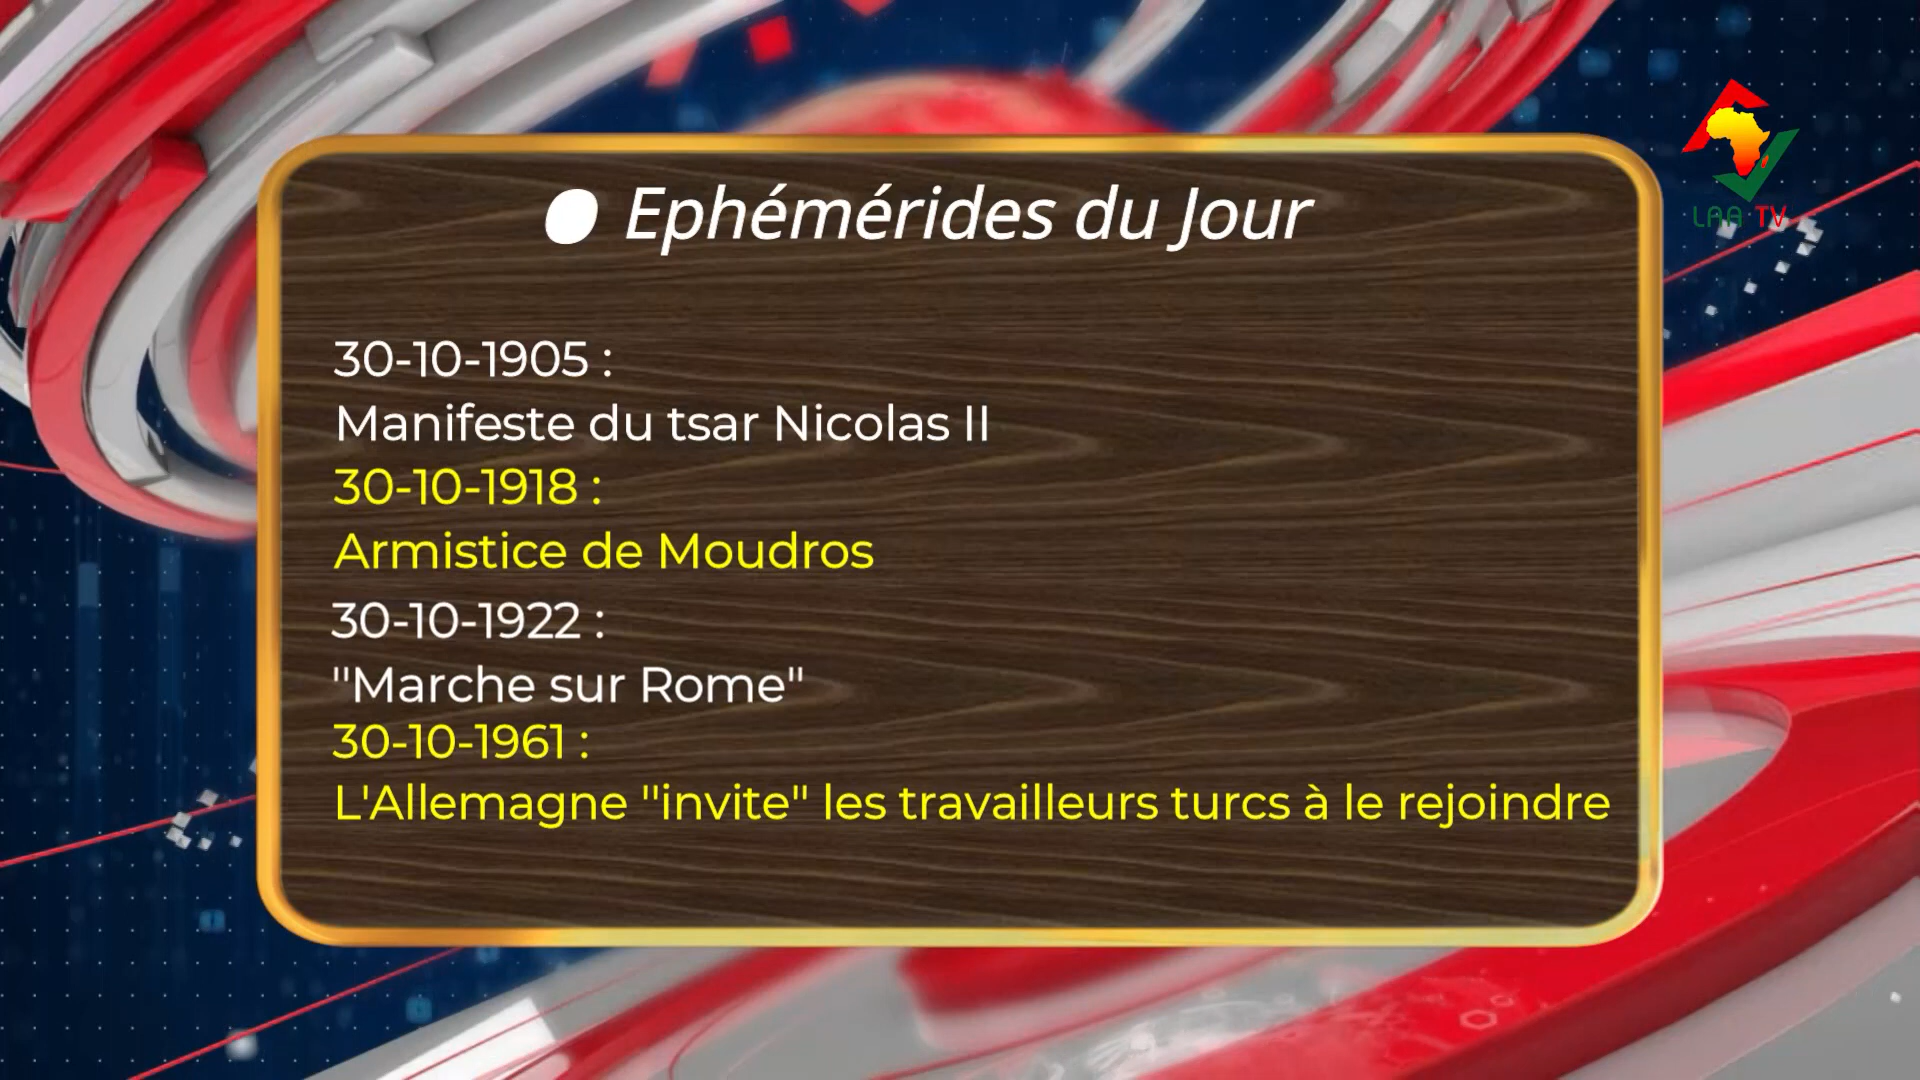 ● Ephémérides du Jour
LAA TV
30-10-1905 :
Manifeste du tsar Nicolas II
30-10-1918 :
Armistice de Moudros
30-10-1922 :
"Marche sur Rome"
30-10-1961 :
L'Allemagne "invite" les travailleurs turcs à le rejoindre